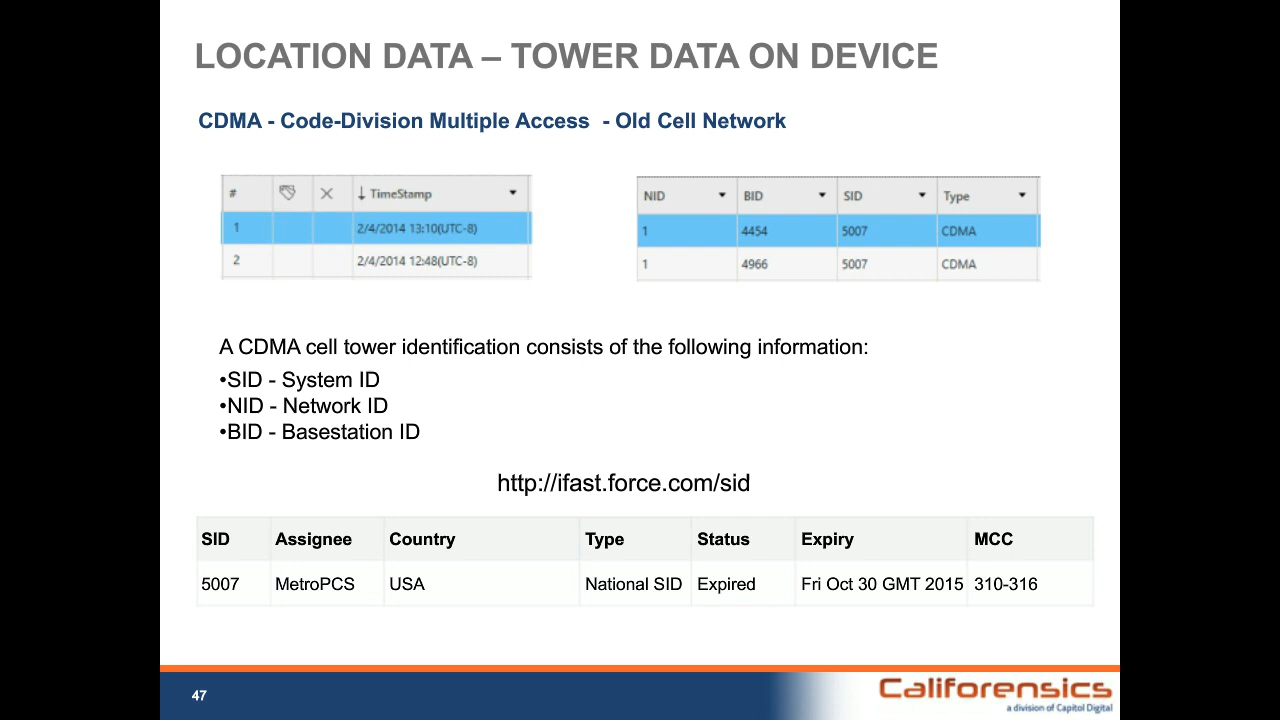 LOCATION DATA – TOWER DATA ON DEVICE
CDMA - Code-Division Multiple Access  - Old Cell Network
# TimeStamp
1 2/4/2014 13:10(UTC-8)
2 2/4/2014 12:48(UTC-8)
NID BID SID Type
1 4454 5007 CDMA
1 4966 5007 CDMA
A CDMA cell tower identification consists of the following information:
•SID - System ID
•NID - Network ID
•BID - Basestation ID
http://ifast.force.com/sid
SID Assignee Country Type Status Expiry MCC
5007 MetroPCS USA National SID Expired Fri Oct 30 GMT 2015 310-316
47
Califorensics
a division of Capitol Digital